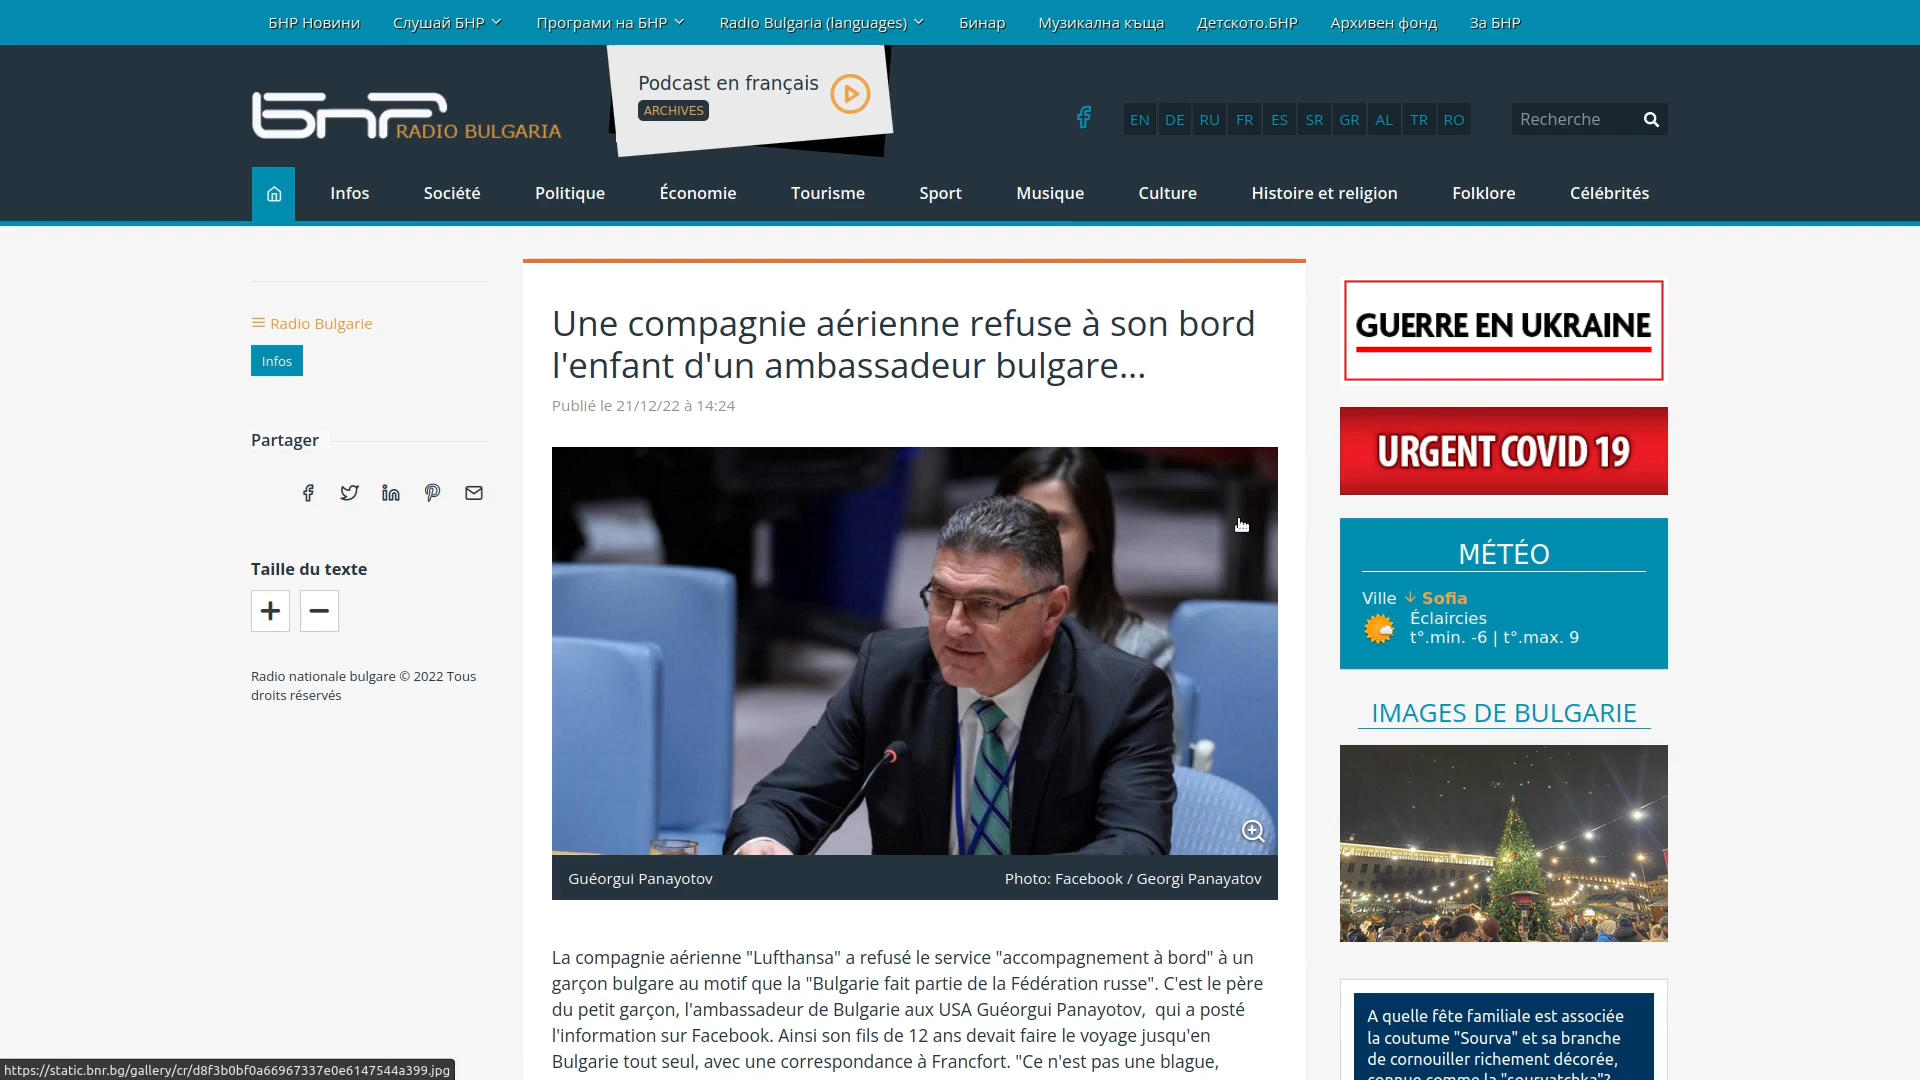 БНР Новини Слушай БНР Програми на БНР Radio Bulgaria (languages) Бинар Музикална къща Детското.БНР Архивен фонд За БНР
Podcast en français
ARCHIVES
БНР RADIO BULGARIA
EN DE RU FR ES SR GR AL TR RO
Recherche
Infos Société Politique Économie Tourisme Sport Musique Culture Histoire et religion Folklore Célébrités
Radio Bulgarie
Infos
Partager
Taille du texte
Radio nationale bulgare © 2022 Tous
droits réservés
Une compagnie aérienne refuse à son bord
l'enfant d'un ambassadeur bulgare...
Publié le 21/12/22 à 14:24
Guéorgui Panayotov
Photo: Facebook / Georgi Panayatov
La compagnie aérienne "Lufthansa" a refusé le service "accompagnement à bord" à un
garçon bulgare au motif que la "Bulgarie fait partie de la Fédération russe". C'est le père
du petit garçon, l'ambassadeur de Bulgarie aux USA Guéorgui Panayotov, qui a posté
l'information sur Facebook. Ainsi son fils de 12 ans devait faire le voyage jusqu'en
Bulgarie tout seul, avec une correspondance à Francfort. "Ce n'est pas une blague,
GUERRE EN UKRAINE
URGENT COVID 19
MÉTÉO
Ville Sofia
Éclaircies
t°.min. -6 | t°.max. 9
IMAGES DE BULGARIE
A quelle fête familiale est associée
la coutume "Sourva" et sa branche
de cornouiller richement décorée,
connue comme la "sourvatchka"?
https://static.bnr.bg/gallery/cr/d8f3b0bf0a66967337e0e6147544a399.jpg